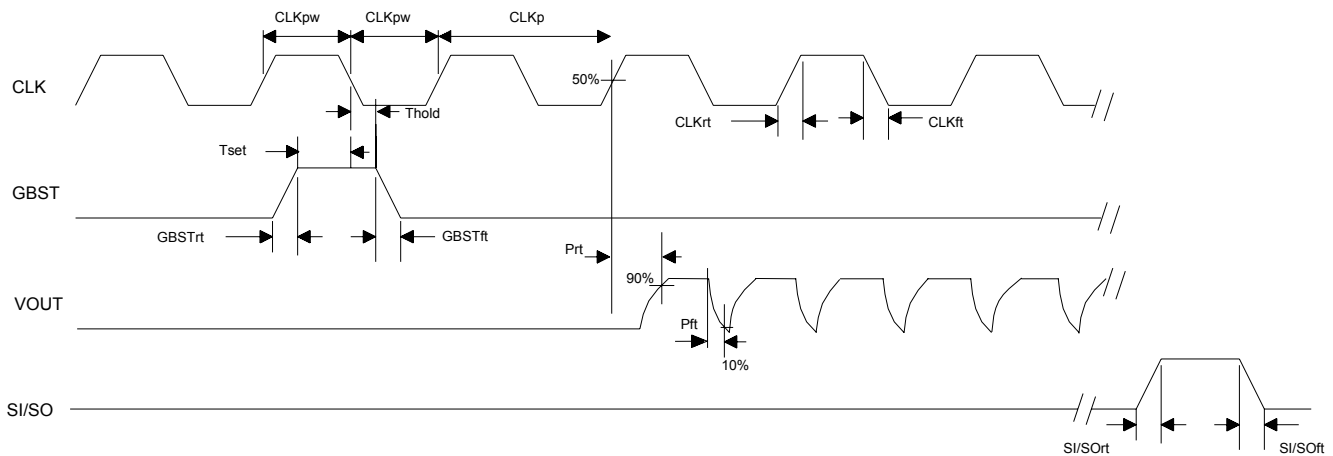 CLKpw
CLKpw
CLKp
CLK
50%
Thold
CLKrt
CLKft
Tset
GBST
GBSTrt
GBSTft
Prt
90%
VOUT
Pft
10%
SI/SO
SI/SOrt
SI/SOft